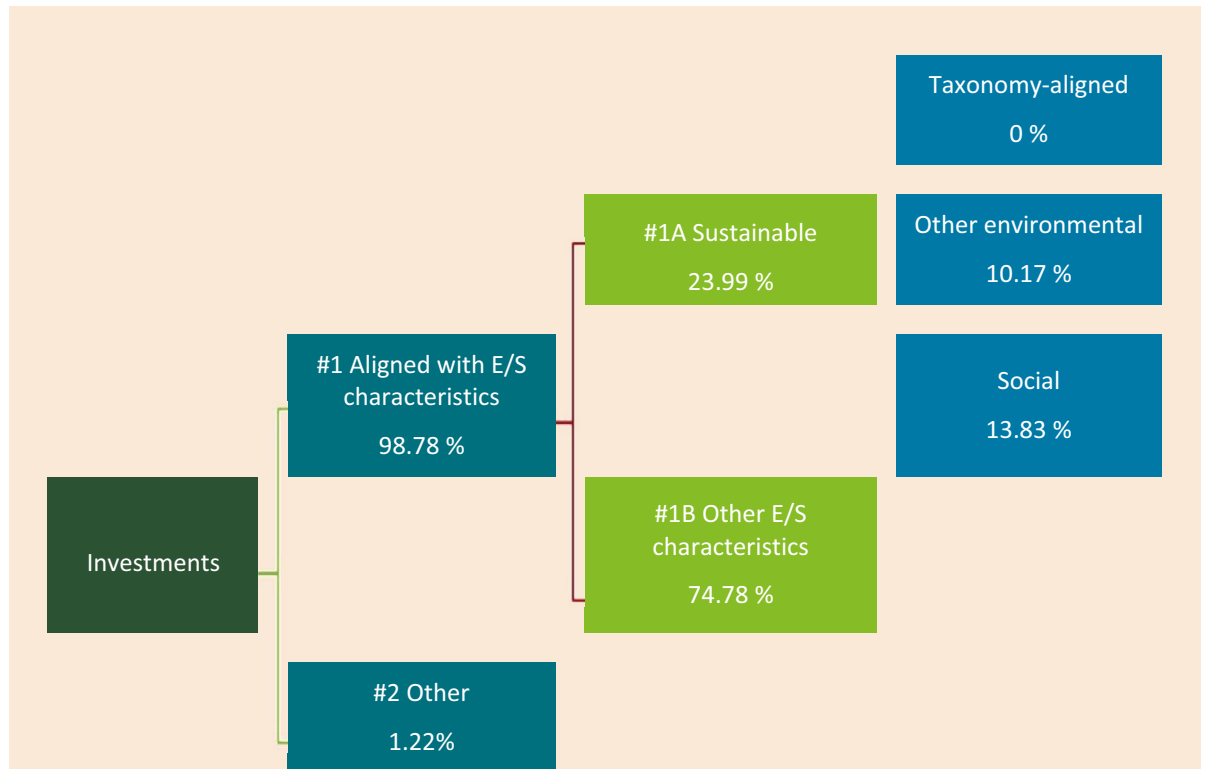 Taxonomy-aligned
0 %
#1A Sustainable
23.99 %
Other environmental
10.17 %
#1 Aligned with E/S
characteristics
98.78 %
Social
13.83 %
Investments
#1B Other E/S
characteristics
74.78 %
#2 Other
1.22%